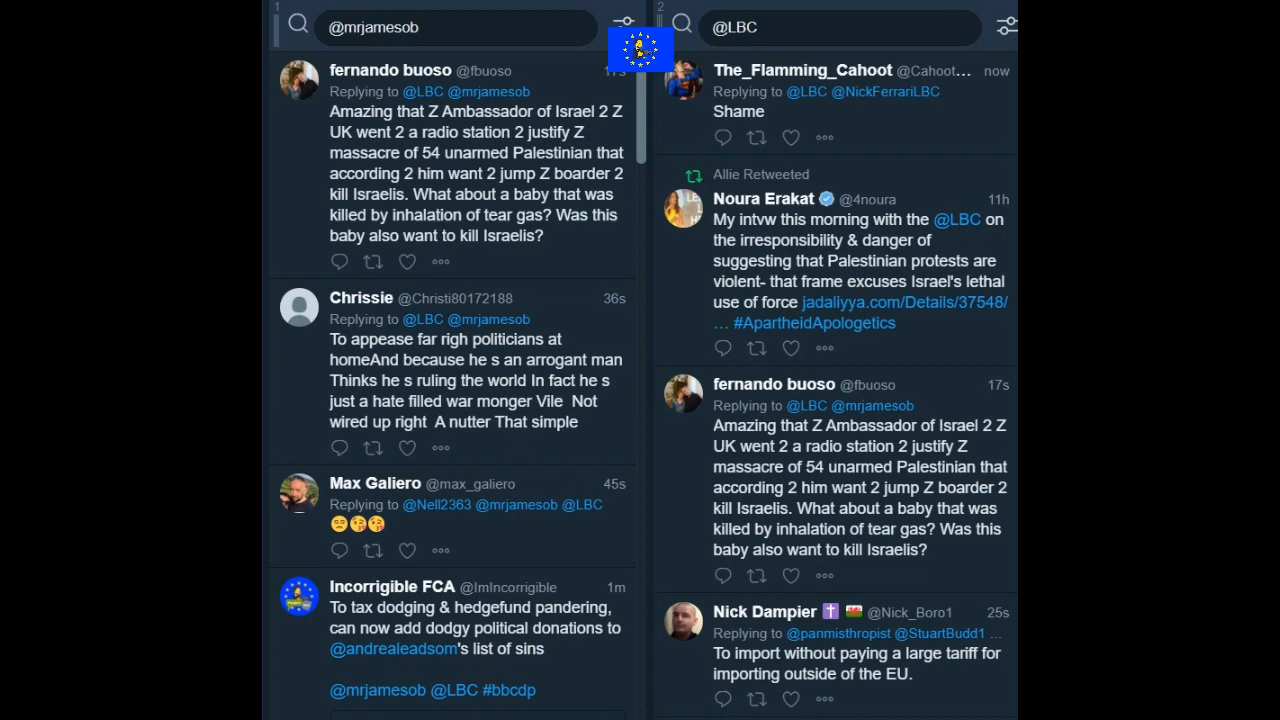 1
@mrjamesob
fernando buoso @fbuoso 17s
Replying to @LBC @mrjamesob
Amazing that Z Ambassador of Israel 2 Z
UK went 2 a radio station 2 justify Z
massacre of 54 unarmed Palestinian that
according 2 him want 2 jump Z boarder 2
kill Israelis. What about a baby that was
killed by inhalation of tear gas? Was this
baby also want to kill Israelis?
Chrissie @Christi80172188 36s
Replying to @LBC @mrjamesob
To appease far righ politicians at
homeAnd because he s an arrogant man
Thinks he s ruling the world In fact he s
just a hate filled war monger Vile  Not
wired up right  A nutter That simple
Max Galiero @max_galiero 45s
Replying to @Nell2363 @mrjamesob @LBC
😒😘😘
Incorrigible FCA @ImIncorrigible 1m
To tax dodging & hedgefund pandering,
can now add dodgy political donations to
@andrealeadsom's list of sins
@mrjamesob @LBC #bbcdp
2
@LBC
The_Flamming_Cahoot @Cahoot... now
Replying to @LBC @NickFerrariLBC
Shame
Allie Retweeted
Noura Erakat @4noura 11h
My intvw this morning with the @LBC on
the irresponsibility & danger of
suggesting that Palestinian protests are
violent- that frame excuses Israel's lethal
use of force jadaliyya.com/Details/37548/
… #ApartheidApologetics
fernando buoso @fbuoso 17s
Replying to @LBC @mrjamesob
Amazing that Z Ambassador of Israel 2 Z
UK went 2 a radio station 2 justify Z
massacre of 54 unarmed Palestinian that
according 2 him want 2 jump Z boarder 2
kill Israelis. What about a baby that was
killed by inhalation of tear gas? Was this
baby also want to kill Israelis?
Nick Dampier ✝️ 🏴󠁧󠁢󠁷󠁬󠁳󠁿 @Nick_Boro1 25s
Replying to @panmisthropist @StuartBudd1 ...
To import without paying a large tariff for
importing outside of the EU.